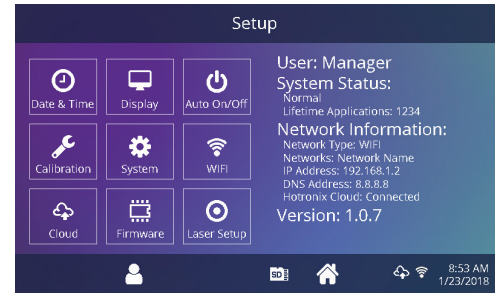 Setup
Date & Time
Display
Auto On/Off
Calibration
System
WIFI
Cloud
Firmware
Laser Setup
User: Manager
System Status:
Normal
Lifetime Applications: 1234
Network Information:
Network Type: WIFI
Networks: Network Name
IP Address: 192.168.1.2
DNS Address: 8.8.8.8
Hotronix Cloud: Connected
Version: 1.0.7
SD
8:53 AM
1/23/2018